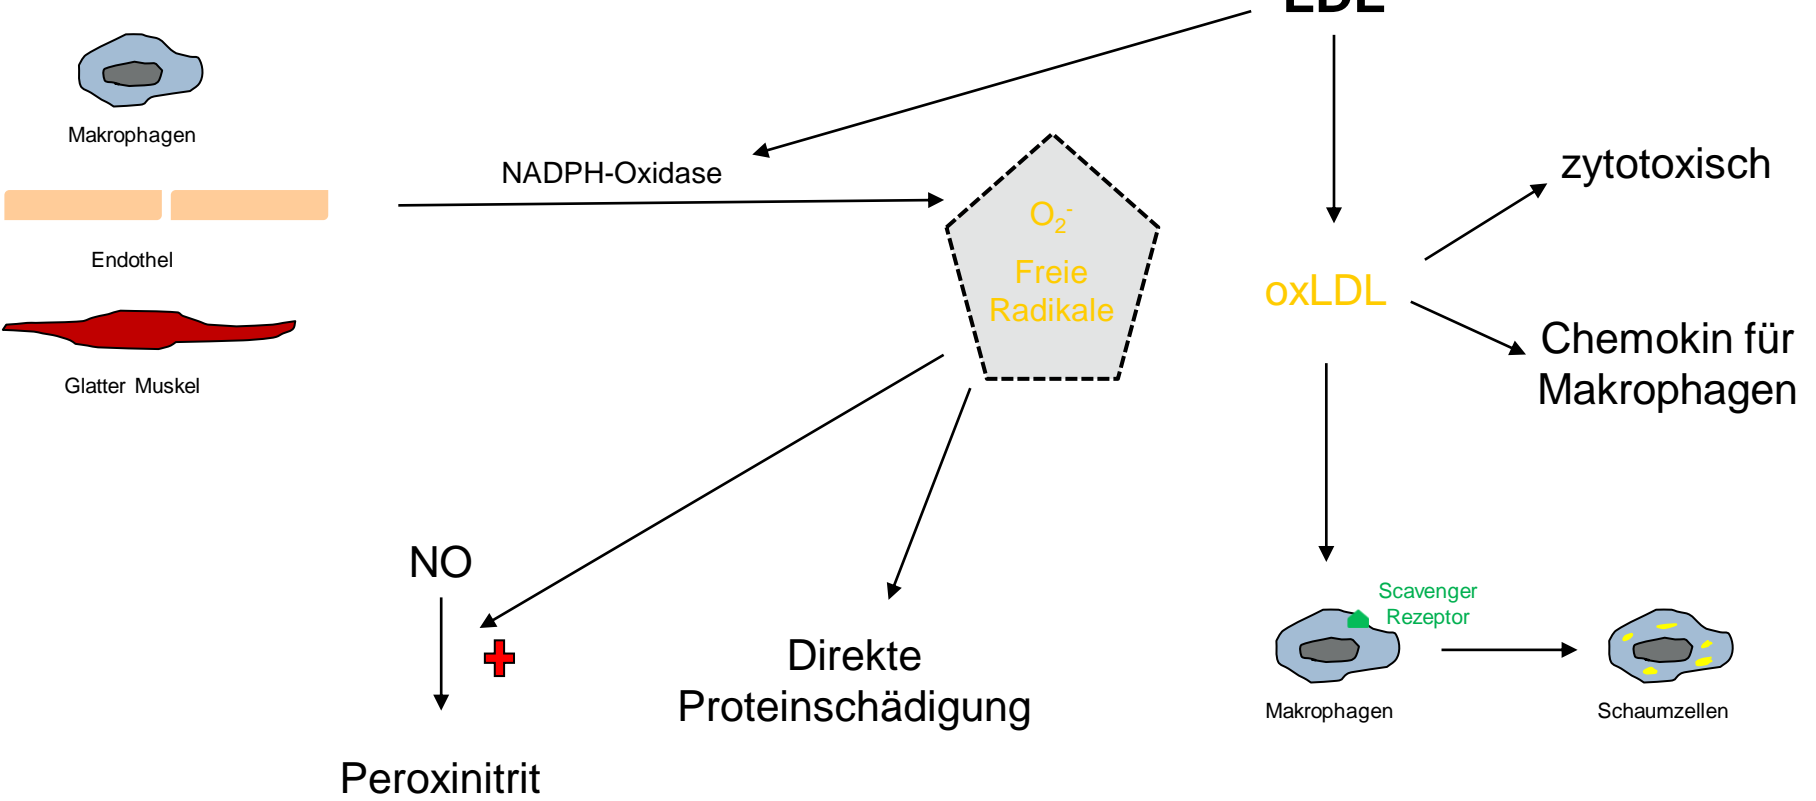 LDL
Makrophagen
NADPH-Oxidase
zytotoxisch
O₂⁻
Freie
Radikale
Endothel
oxLDL
Chemokin für
Makrophagen
Glatter Muskel
NO
Scavenger
Rezeptor
Direkte
Proteinschädigung
Makrophagen
Schaumzellen
Peroxinitrit